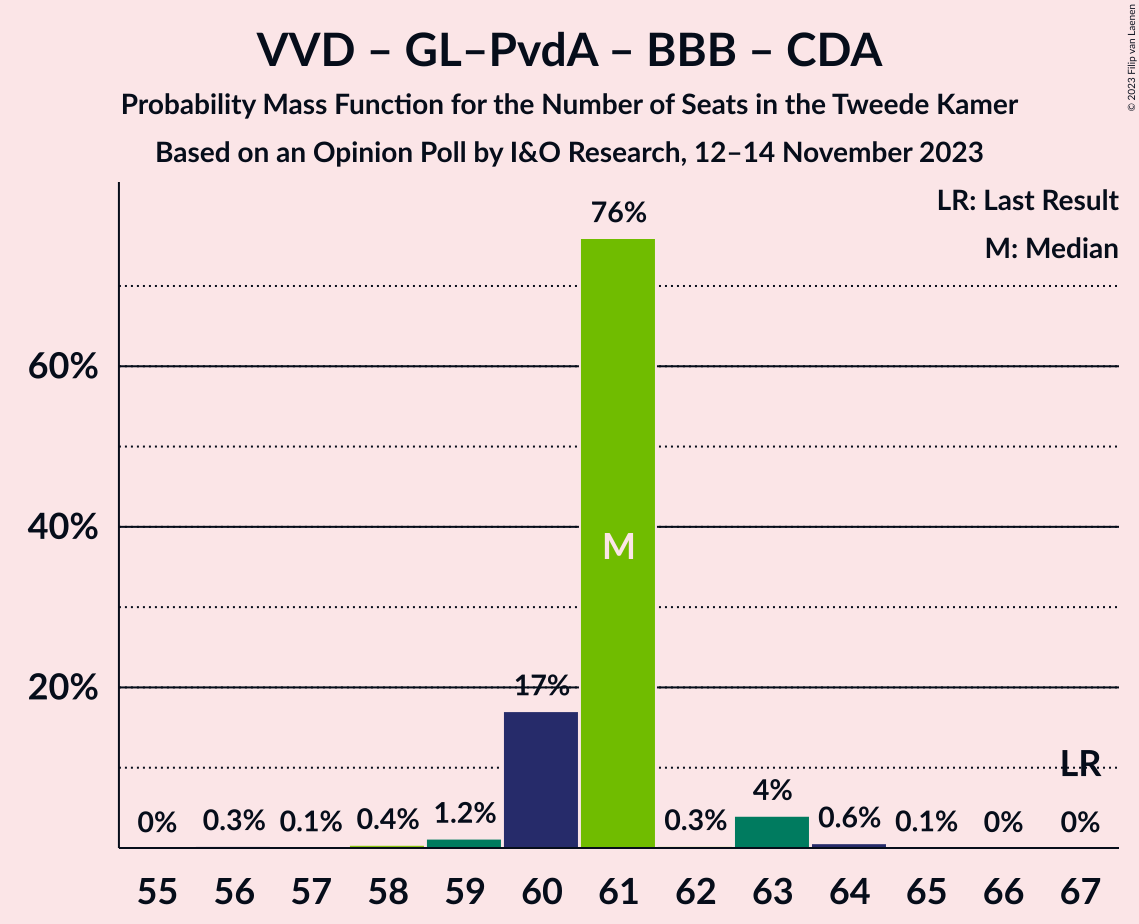 VVD – GL–PvdA – BBB – CDA
Probability Mass Function for the Number of Seats in the Tweede Kamer
Based on an Opinion Poll by I&O Research, 12–14 November 2023
© 2023 Filip van Laenen
LR: Last Result
M: Median
76%
60%
M
40%
20%
17%
LR
0%
0.3%
0.1%
0.4%
1.2%
0.3%
4%
0.6%
0.1%
0%
0%
55 56 57 58 59 60 61 62 63 64 65 66 67